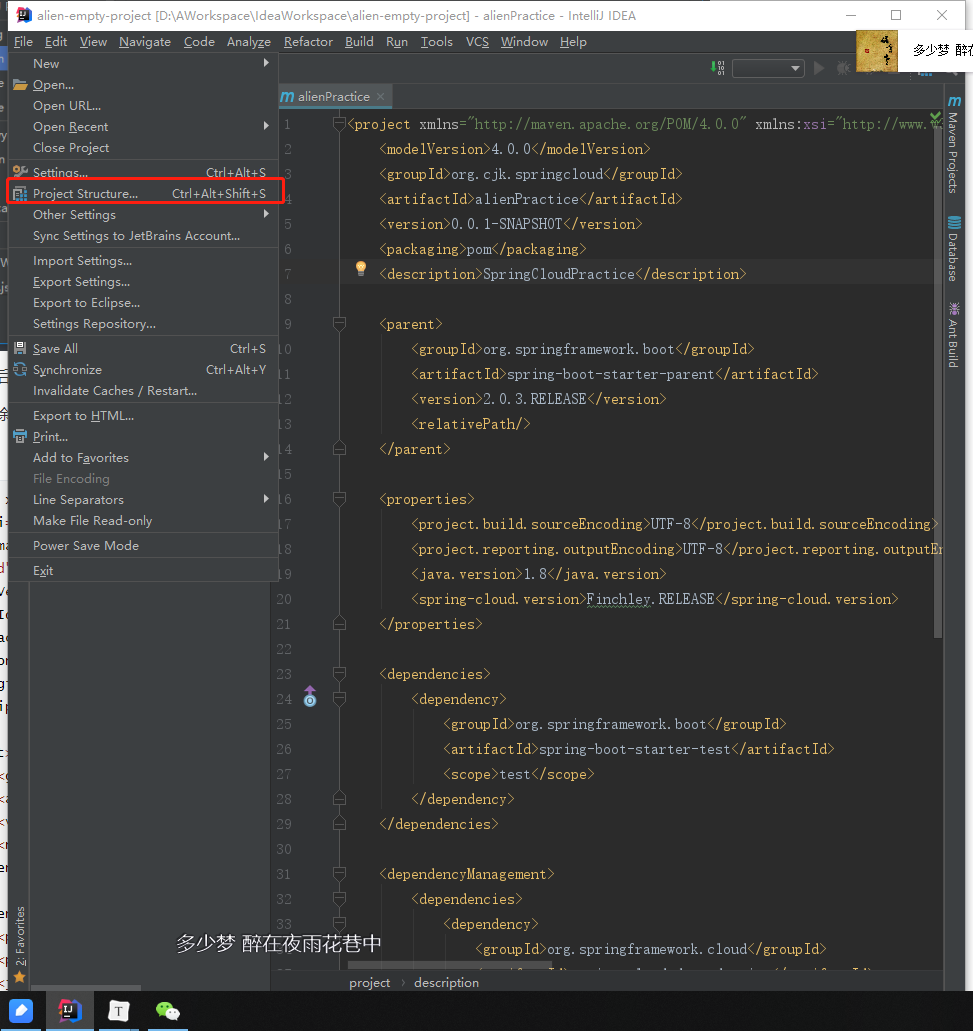 alien-empty-project [D:\AWorkspace\IdeaWorkspace\alien-empty-project] - alienPractice - IntelliJ IDEA
File Edit View Navigate Code Analyze Refactor Build Run Tools VCS Window Help
多少梦 醉在
New
Open...
Open URL...
Open Recent
Close Project
Settings... Ctrl+Alt+S
Project Structure... Ctrl+Alt+Shift+S
Other Settings
Sync Settings to JetBrains Account...
Import Settings...
Export Settings...
Export to Eclipse...
Settings Repository...
Save All Ctrl+S
Synchronize Ctrl+Alt+Y
Invalidate Caches / Restart...
Export to HTML...
Print...
Add to Favorites
File Encoding
Line Separators
Make File Read-only
Power Save Mode
Exit
2: Favorites
alienPractice
1 <project xmlns="http://maven.apache.org/POM/4.0.0" xmlns:xsi="http://www.
2 <modelVersion>4.0.0</modelVersion>
3 <groupId>org.cjk.springcloud</groupId>
4 <artifactId>alienPractice</artifactId>
5 <version>0.0.1-SNAPSHOT</version>
6 <packaging>pom</packaging>
7 <description>SpringCloudPractice</description>
8
9 <parent>
10 <groupId>org.springframework.boot</groupId>
11 <artifactId>spring-boot-starter-parent</artifactId>
12 <version>2.0.3.RELEASE</version>
13 <relativePath/>
14 </parent>
15
16 <properties>
17 <project.build.sourceEncoding>UTF-8</project.build.sourceEncoding>
18 <project.reporting.outputEncoding>UTF-8</project.reporting.outputEn
19 <java.version>1.8</java.version>
20 <spring-cloud.version>Finchley.RELEASE</spring-cloud.version>
21 </properties>
22
23 <dependencies>
24 <dependency>
25 <groupId>org.springframework.boot</groupId>
26 <artifactId>spring-boot-starter-test</artifactId>
27 <scope>test</scope>
28 </dependency>
29 </dependencies>
30
31 <dependencyManagement>
32 <dependencies>
33 <dependency>
<groupId>org.springframework.cloud</groupId>
多少梦 醉在夜雨花巷中
project › description
Maven Projects
Database
Ant Build